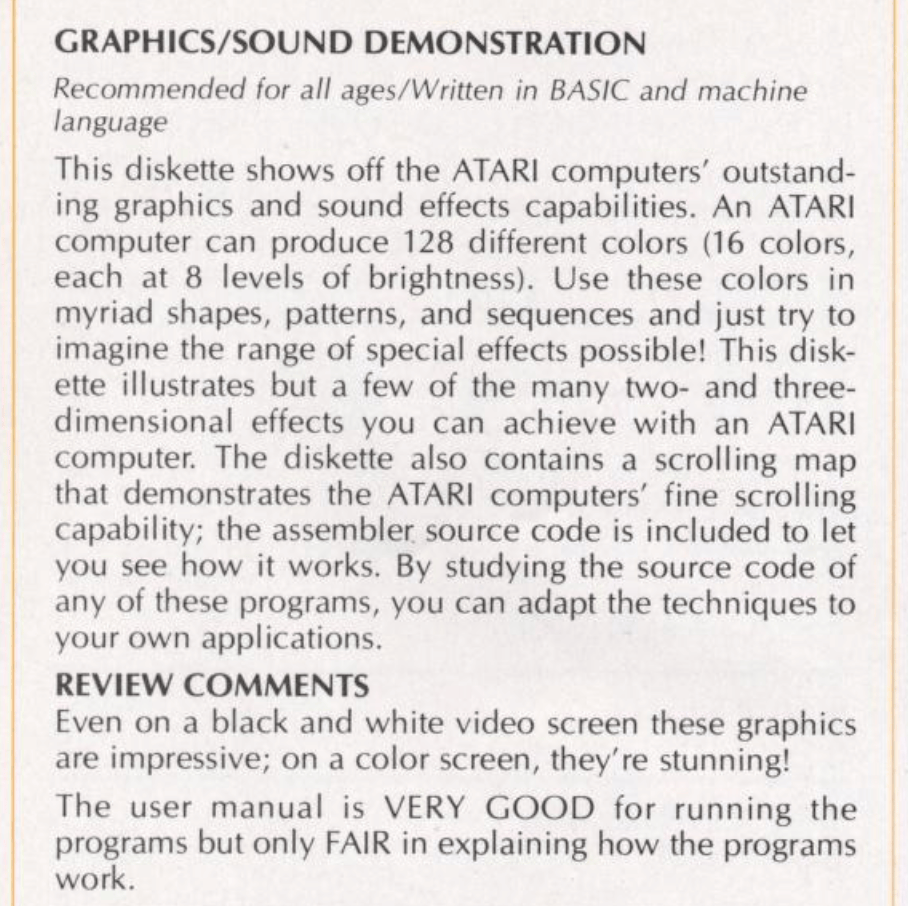 GRAPHICS/SOUND DEMONSTRATION
Recommended for all ages/Written in BASIC and machine
language
This diskette shows off the ATARI computers' outstand-
ing graphics and sound effects capabilities. An ATARI
computer can produce 128 different colors (16 colors,
each at 8 levels of brightness). Use these colors in
myriad shapes, patterns, and sequences and just try to
imagine the range of special effects possible! This disk-
ette illustrates but a few of the many two- and three-
dimensional effects you can achieve with an ATARI
computer. The diskette also contains a scrolling map
that demonstrates the ATARI computers' fine scrolling
capability; the assembler source code is included to let
you see how it works. By studying the source code of
any of these programs, you can adapt the techniques to
your own applications.
REVIEW COMMENTS
Even on a black and white video screen these graphics
are impressive; on a color screen, they're stunning!
The user manual is VERY GOOD for running the
programs but only FAIR in explaining how the programs
work.